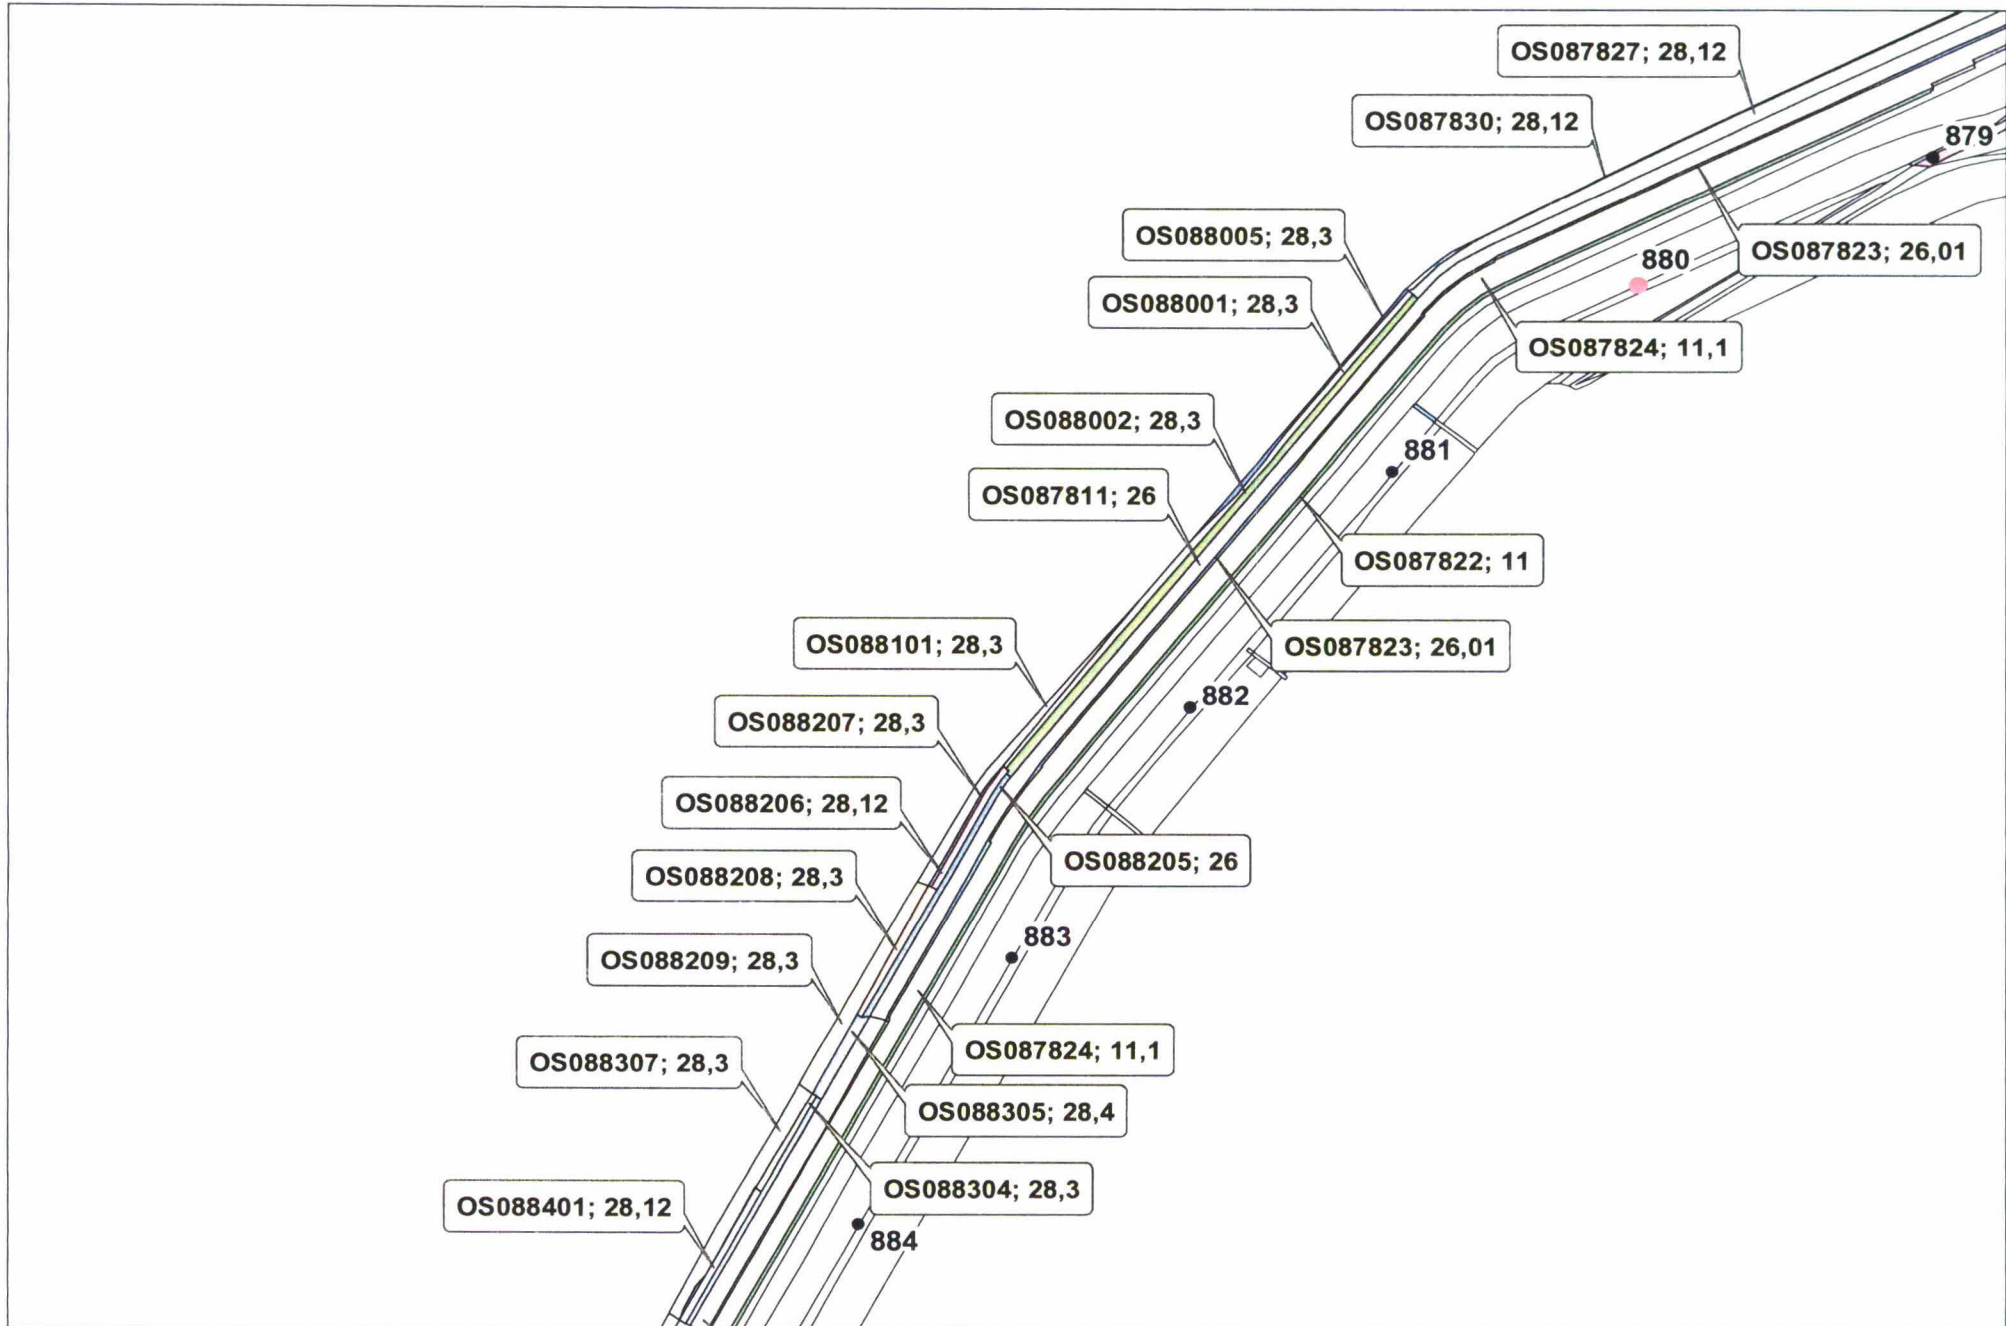 OS087827; 28,12
OS087830; 28,12
879
OS088005; 28,3
OS087823; 26,01
880
OS088001; 28,3
OS087824; 11,1
OS088002; 28,3
881
OS087811; 26
OS087822; 11
OS088101; 28,3
OS087823; 26,01
882
OS088207; 28,3
OS088206; 28,12
OS088205; 26
OS088208; 28,3
883
OS088209; 28,3
OS087824; 11,1
OS088307; 28,3
OS088305; 28,4
OS088304; 28,3
OS088401; 28,12
884